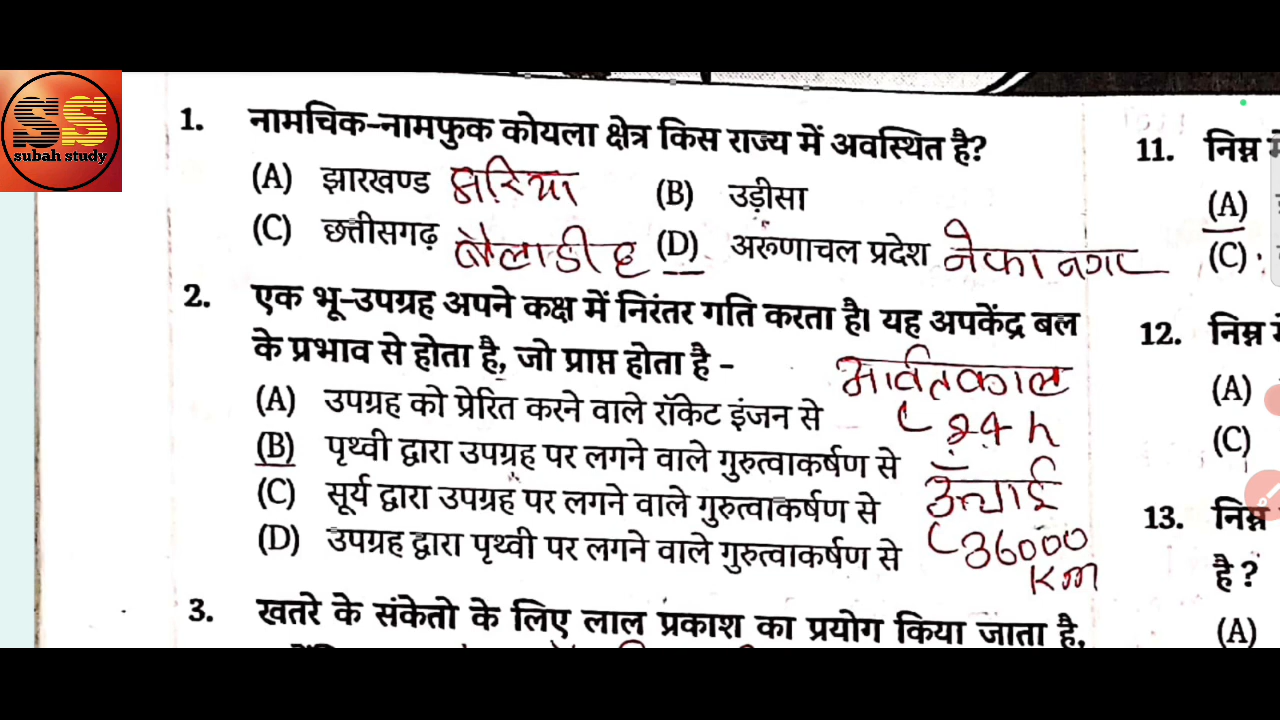 SS
subah study
1. नामचिक-नामफुक कोयला क्षेत्र किस राज्य में अवस्थित है?
(A) झारखण्ड झरिया (B) उड़ीसा
(C) छत्तीसगढ़ बैलाडीह (D) अरूणाचल प्रदेश नेफा नगर
2. एक भू-उपग्रह अपने कक्ष में निरंतर गति करता है। यह अपकेंद्र बल
के प्रभाव से होता है, जो प्राप्त होता है -
आर्वतकाल
(A) उपग्रह को प्रेरित करने वाले रॉकेट इंजन से 24 h
(B) पृथ्वी द्वारा उपग्रह पर लगने वाले गुरुत्वाकर्षण से
(C) सूर्य द्वारा उपग्रह पर लगने वाले गुरुत्वाकर्षण से ऊँचाई
(D) उपग्रह द्वारा पृथ्वी पर लगने वाले गुरुत्वाकर्षण से 36000
Km
3. खतरे के संकेतो के लिए लाल प्रकाश का प्रयोग किया जाता है,
11. निम्न
(A)
(C)
12. निम्न
(A)
(C)
13. निम्न
है?
(A)